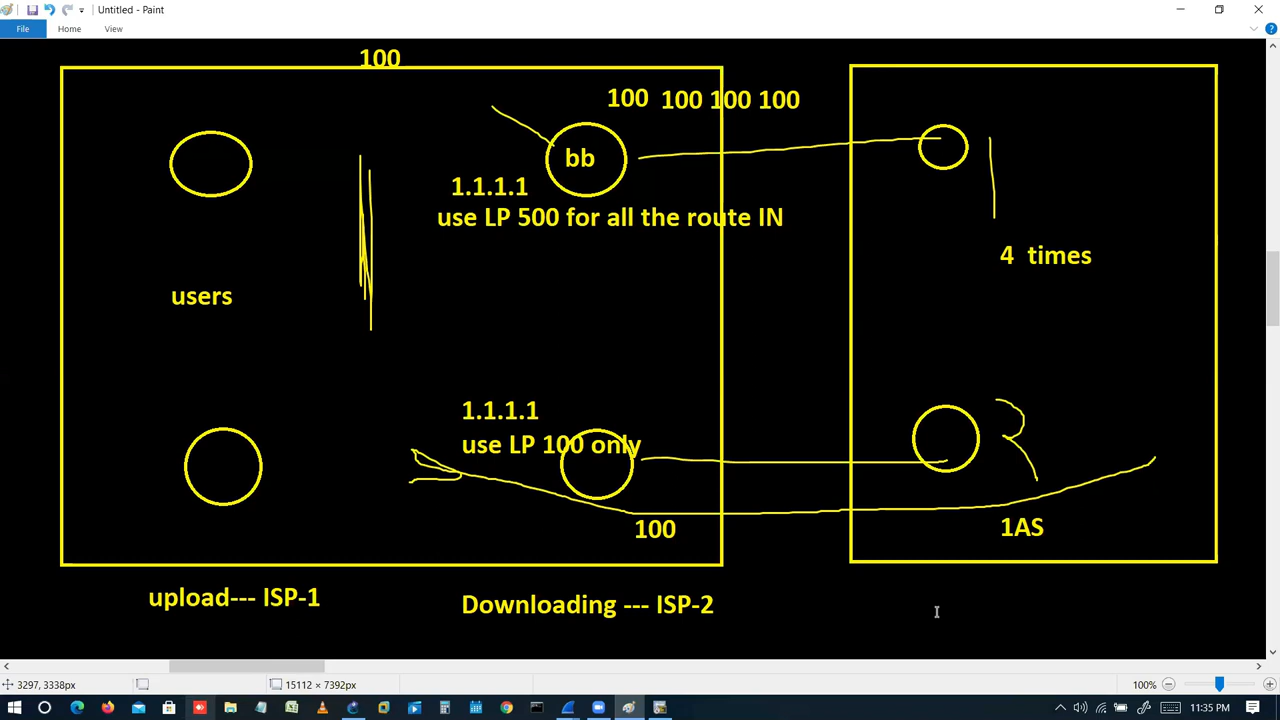 Untitled - Paint
File Home View
100
100 100 100 100
bb
1.1.1.1
use LP 500 for all the route IN
4 times
users
1.1.1.1
use LP 100 only
100
1AS
upload--- ISP-1
Downloading --- ISP-2
3297, 3338px
15112 × 7392px
100%
11:35 PM